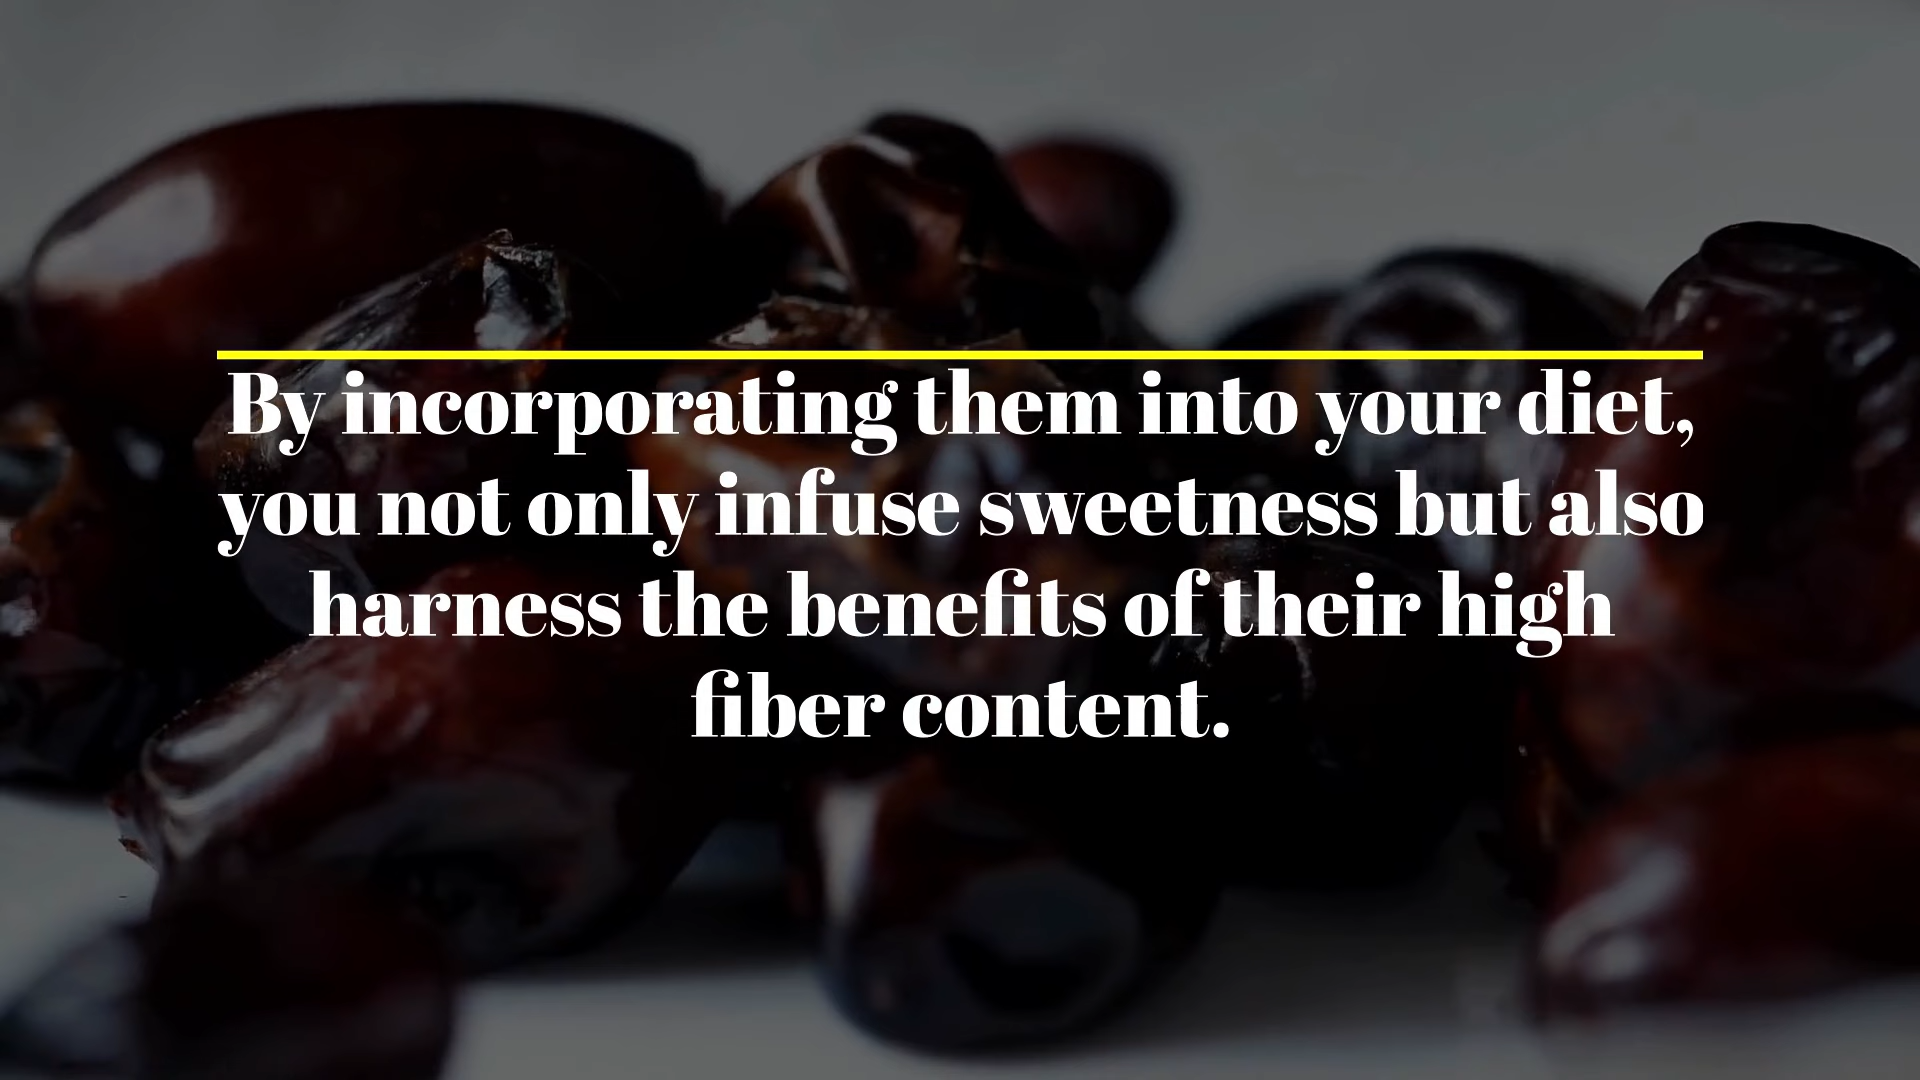 By incorporating them into your diet,
you not only infuse sweetness but also
harness the benefits of their high
fiber content.